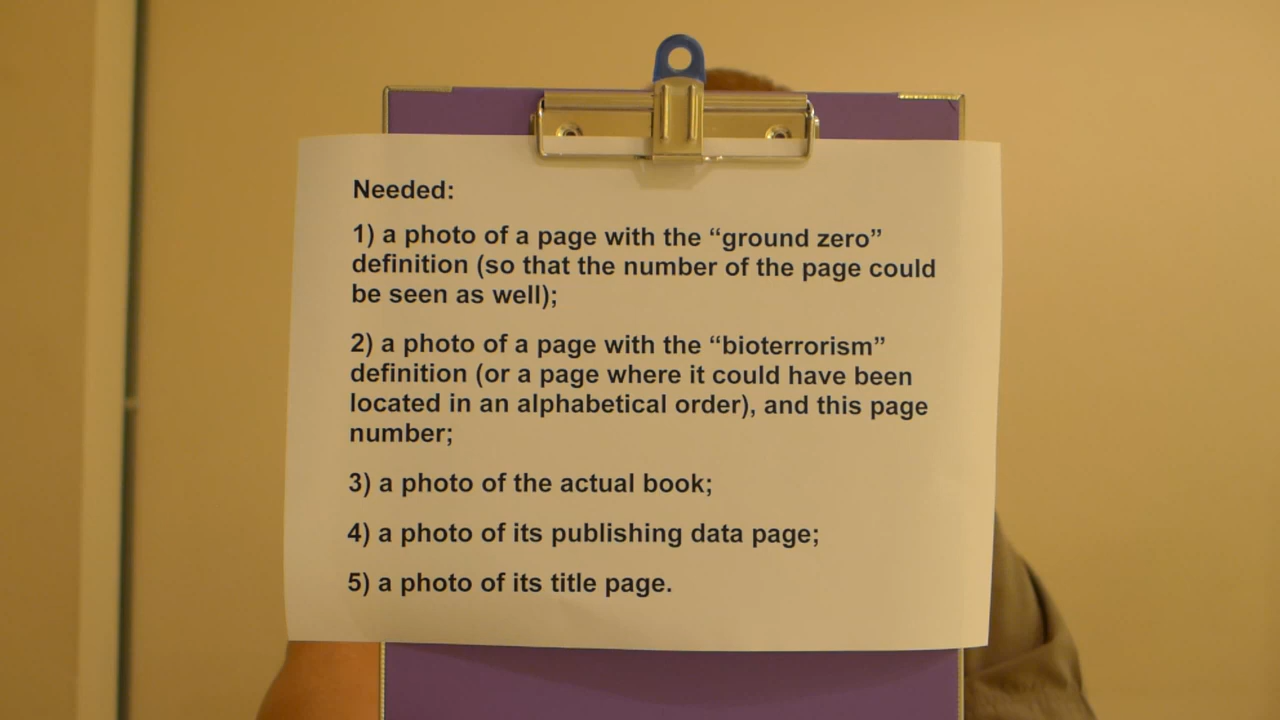 Needed:
1) a photo of a page with the “ground zero”
definition (so that the number of the page could
be seen as well);
2) a photo of a page with the “bioterrorism”
definition (or a page where it could have been
located in an alphabetical order), and this page
number;
3) a photo of the actual book;
4) a photo of its publishing data page;
5) a photo of its title page.